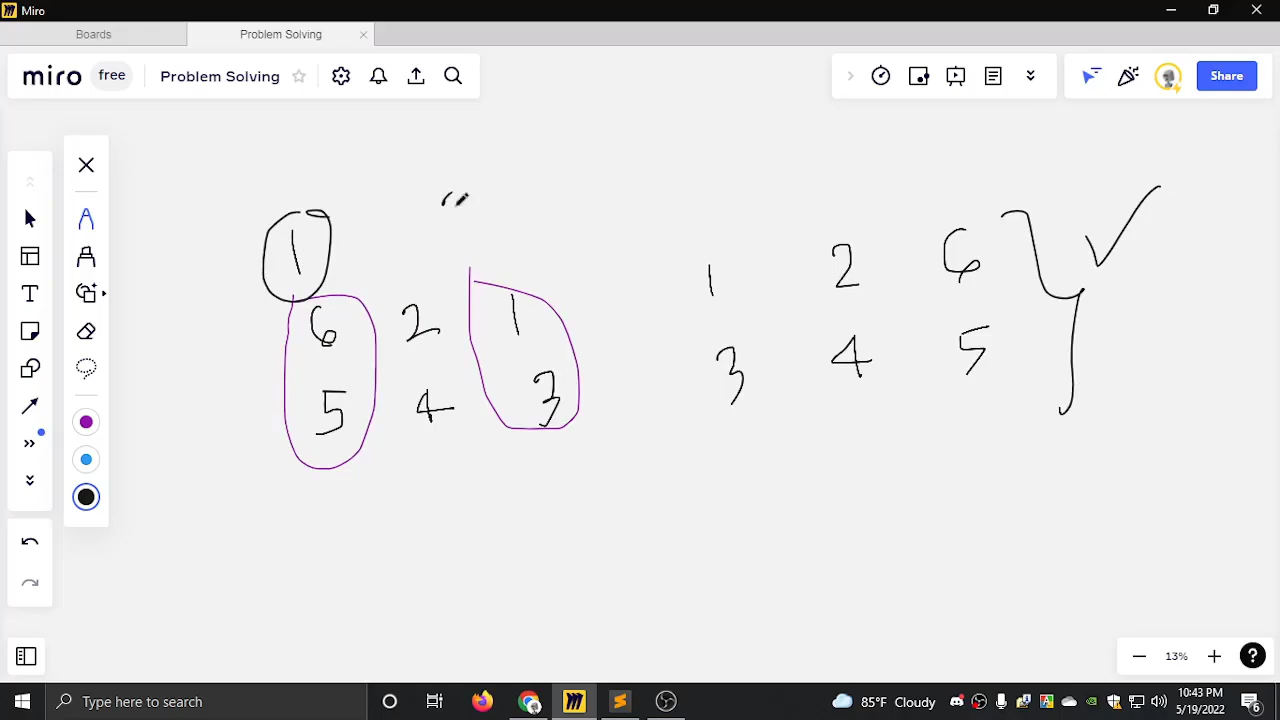 Miro
Boards
Problem Solving
miro free Problem Solving
Share
1
6 2 1
5 4 3
1 2 6
3 4 5
13%
Type here to search
85°F Cloudy
10:43 PM
5/19/2022
6